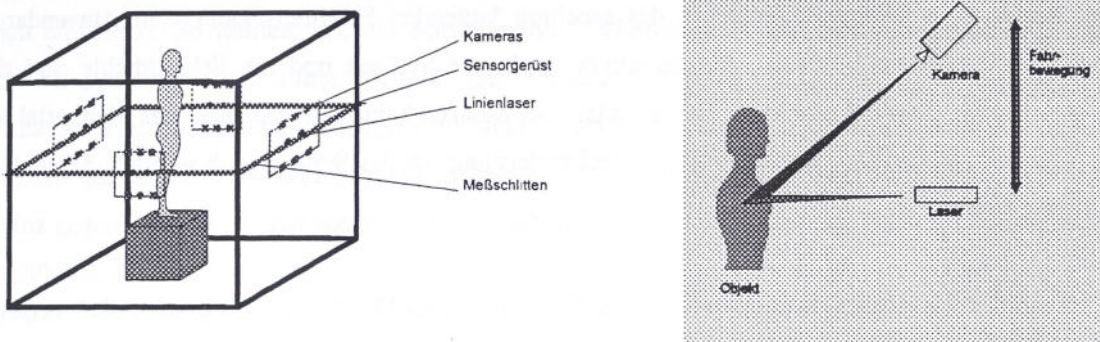 Kameras
Sensorgerüst
Linienlaser
Meßschlitten
Kamera
Fahr-
bewegung
Laser
Objekt